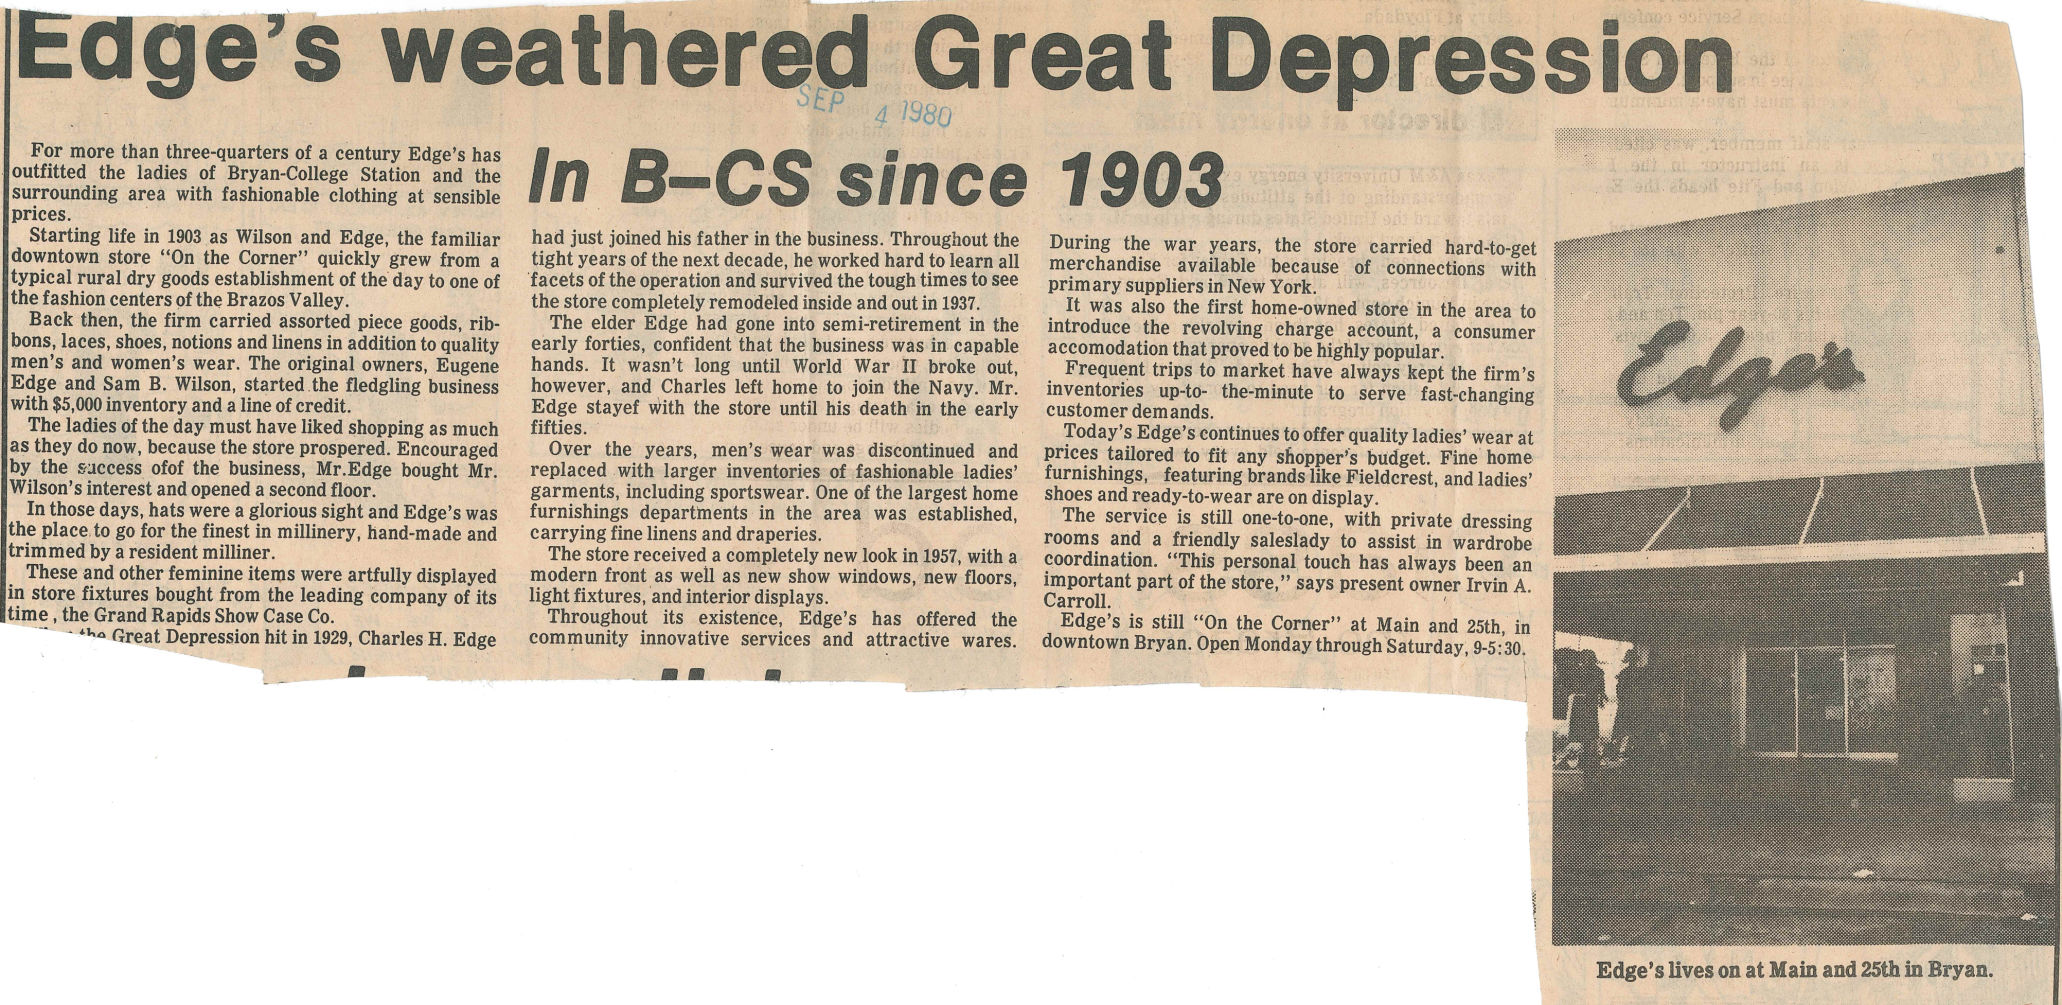 Edge's weathered Great Depression
SEP 4 1980
In B-CS since 1903
For more than three-quarters of a century Edge's has
outfitted the ladies of Bryan-College Station and the
surrounding area with fashionable clothing at sensible
prices.
Starting life in 1903 as Wilson and Edge, the familiar
downtown store “On the Corner” quickly grew from a
typical rural dry goods establishment of the day to one of
the fashion centers of the Brazos Valley.
Back then, the firm carried assorted piece goods, rib-
bons, laces, shoes, notions and linens in addition to quality
men's and women's wear. The original owners, Eugene
Edge and Sam B. Wilson, started the fledgling business
with $5,000 inventory and a line of credit.
The ladies of the day must have liked shopping as much
as they do now, because the store prospered. Encouraged
by the success ofof the business, Mr.Edge bought Mr.
Wilson's interest and opened a second floor.
In those days, hats were a glorious sight and Edge's was
the place to go for the finest in millinery, hand-made and
trimmed by a resident milliner.
These and other feminine items were artfully displayed
in store fixtures bought from the leading company of its
time , the Grand Rapids Show Case Co.
the Great Depression hit in 1929, Charles H. Edge
had just joined his father in the business. Throughout the
tight years of the next decade, he worked hard to learn all
facets of the operation and survived the tough times to see
the store completely remodeled inside and out in 1937.
The elder Edge had gone into semi-retirement in the
early forties, confident that the business was in capable
hands. It wasn't long until World War II broke out,
however, and Charles left home to join the Navy. Mr.
Edge stayef with the store until his death in the early
fifties.
Over the years, men's wear was discontinued and
replaced with larger inventories of fashionable ladies'
garments, including sportswear. One of the largest home
furnishings departments in the area was established,
carrying fine linens and draperies.
The store received a completely new look in 1957, with a
modern front as well as new show windows, new floors,
light fixtures, and interior displays.
Throughout its existence, Edge's has offered the
community innovative services and attractive wares.
During the war years, the store carried hard-to-get
merchandise available because of connections with
primary suppliers in New York.
It was also the first home-owned store in the area to
introduce the revolving charge account, a consumer
accomodation that proved to be highly popular.
Frequent trips to market have always kept the firm's
inventories up-to- the-minute to serve fast-changing
customer demands.
Today's Edge's continues to offer quality ladies' wear at
prices tailored to fit any shopper's budget. Fine home
furnishings, featuring brands like Fieldcrest, and ladies'
shoes and ready-to-wear are on display.
The service is still one-to-one, with private dressing
rooms and a friendly saleslady to assist in wardrobe
coordination. “This personal touch has always been an
important part of the store,” says present owner Irvin A.
Carroll.
Edge's is still “On the Corner” at Main and 25th, in
downtown Bryan. Open Monday through Saturday, 9-5:30.
Edge's
Edge's lives on at Main and 25th in Bryan.